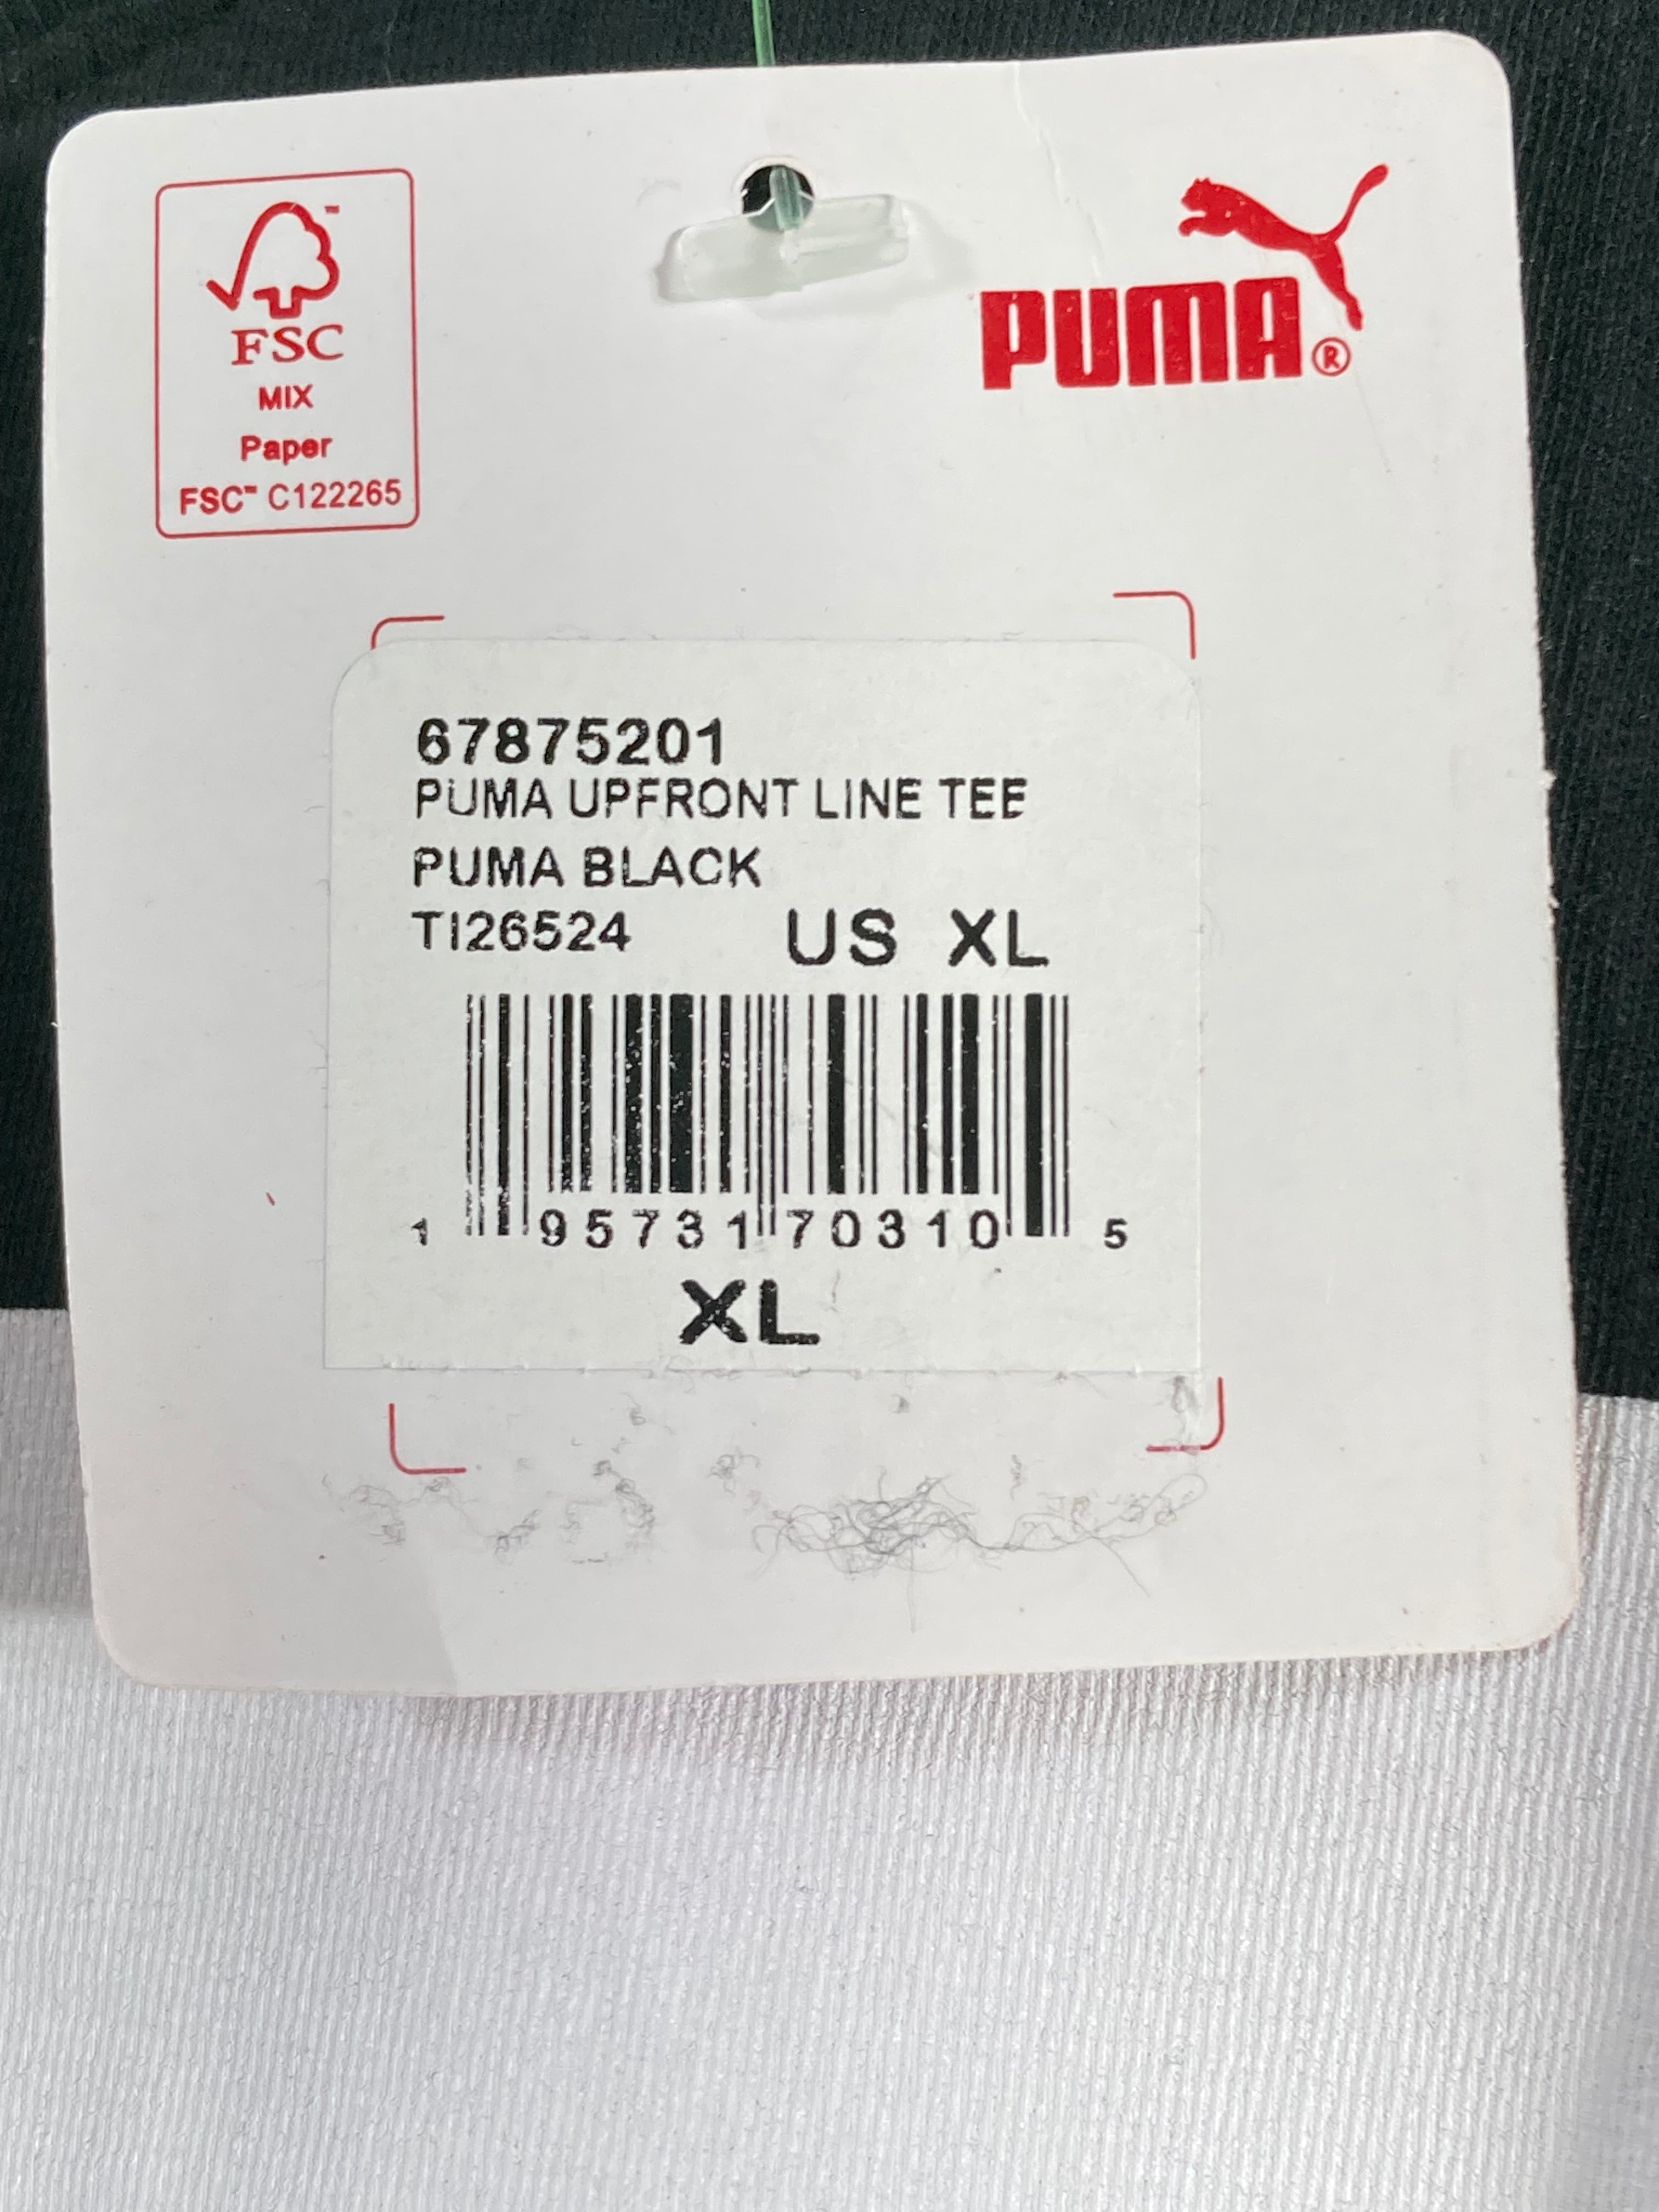 FSC™
MIX
Paper
FSC™ C122265
PUMA®
67875201
PUMA UPFRONT LINE TEE
PUMA BLACK
TI26524 US XL
1 95731 70310 5
XL